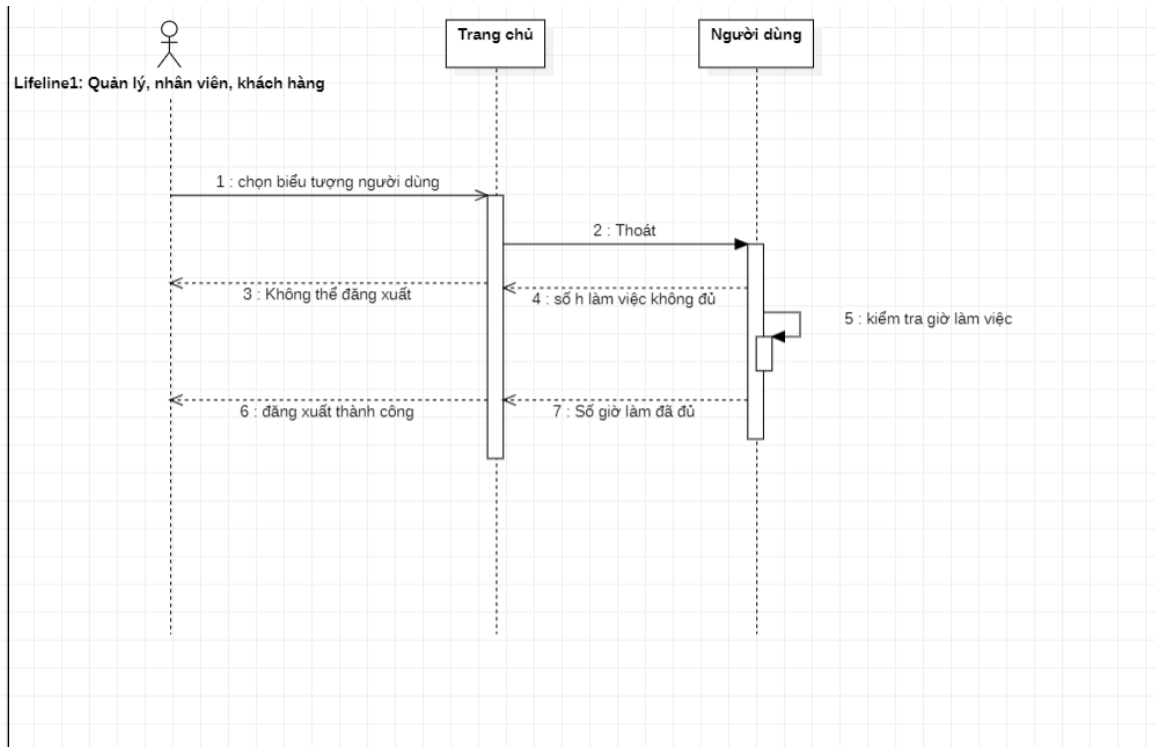 Trang chủ
Người dùng
Lifeline1: Quản lý, nhân viên, khách hàng
1 : chọn biểu tượng người dùng
2 : Thoát
3 : Không thể đăng xuất
4 : số h làm việc không đủ
5 : kiểm tra giờ làm việc
6 : đăng xuất thành công
7 : Số giờ làm đã đủ